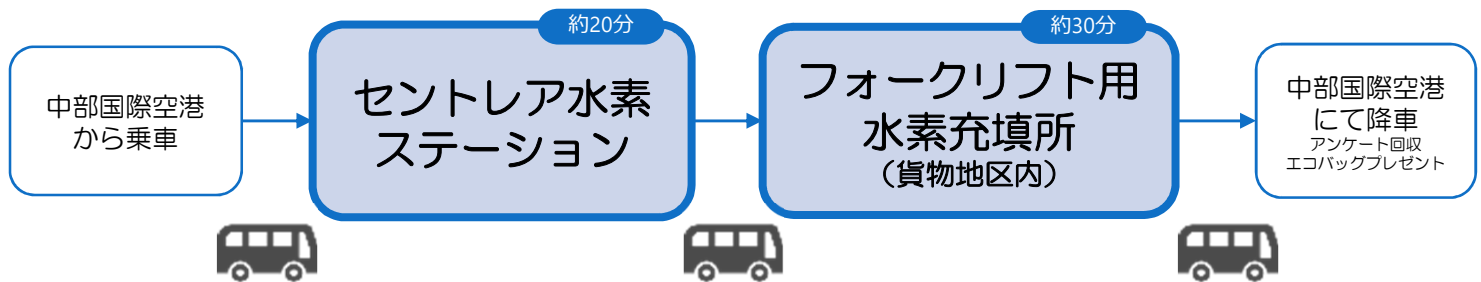 中部国際空港
から乗車
約20分
セントレア水素
ステーション
約30分
フォークリフト用
水素充填所
（貨物地区内）
中部国際空港
にて降車
アンケート回収
エコバッグプレゼント